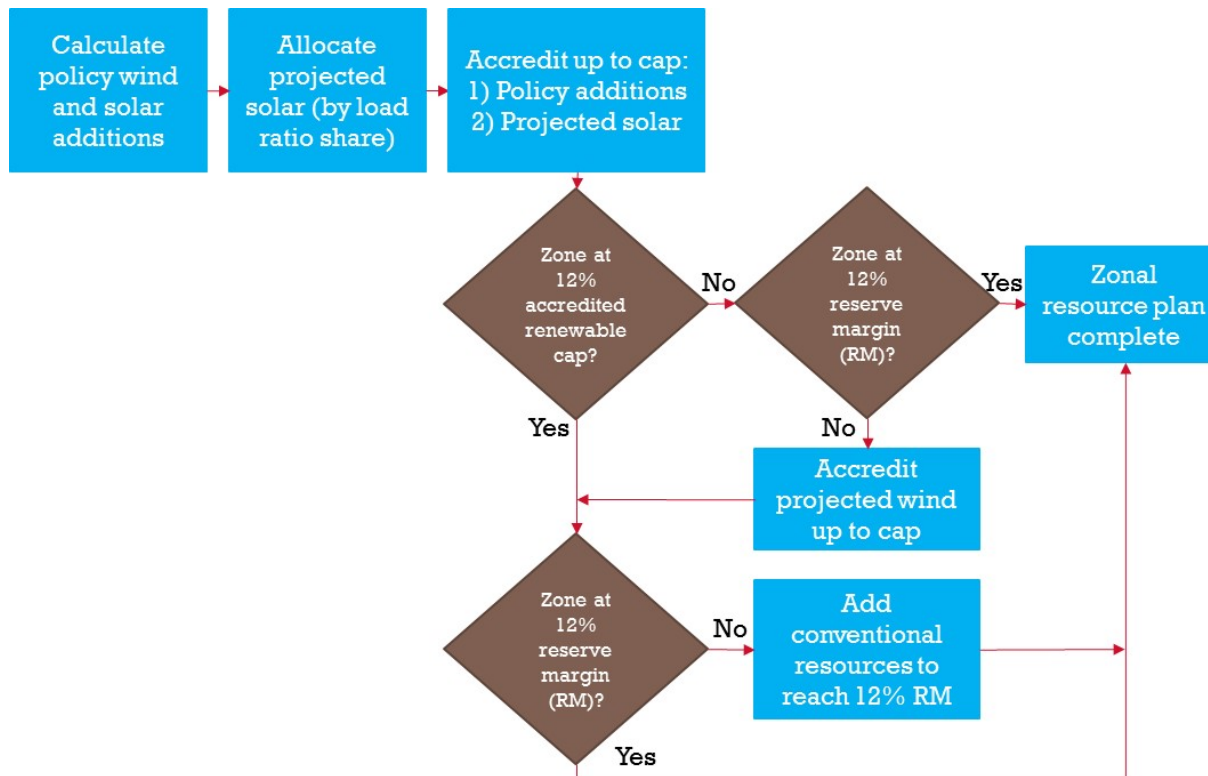 Calculate
policy wind
and solar
additions
Allocate
projected
solar (by load
ratio share)
Accredit up to cap:
1) Policy additions
2) Projected solar
Zone at
12%
accredited
renewable
cap?
No
Zone at
12%
reserve
margin
(RM)?
Yes
Zonal
resource plan
complete
Yes
No
Accredit
projected wind
up to cap
Zone at
12%
reserve
margin
(RM)?
No
Add
conventional
resources to
reach 12% RM
Yes